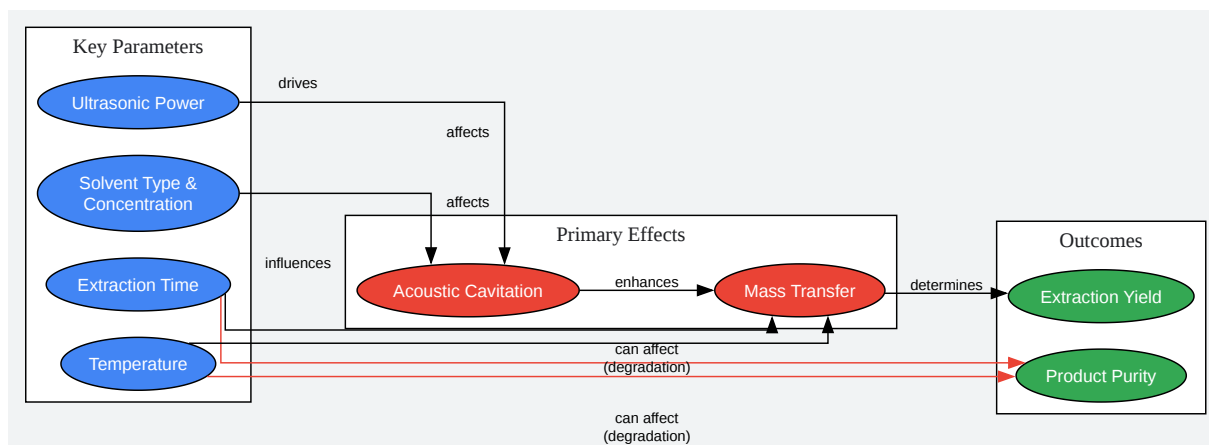 Key Parameters
Ultrasonic Power
drives
affects
Solvent Type &
Concentration
affects
Primary Effects
Outcomes
influences
Extraction Time
Acoustic Cavitation
enhances
Mass Transfer
determines
Extraction Yield
Temperature
can affect
(degradation)
Product Purity
can affect
(degradation)